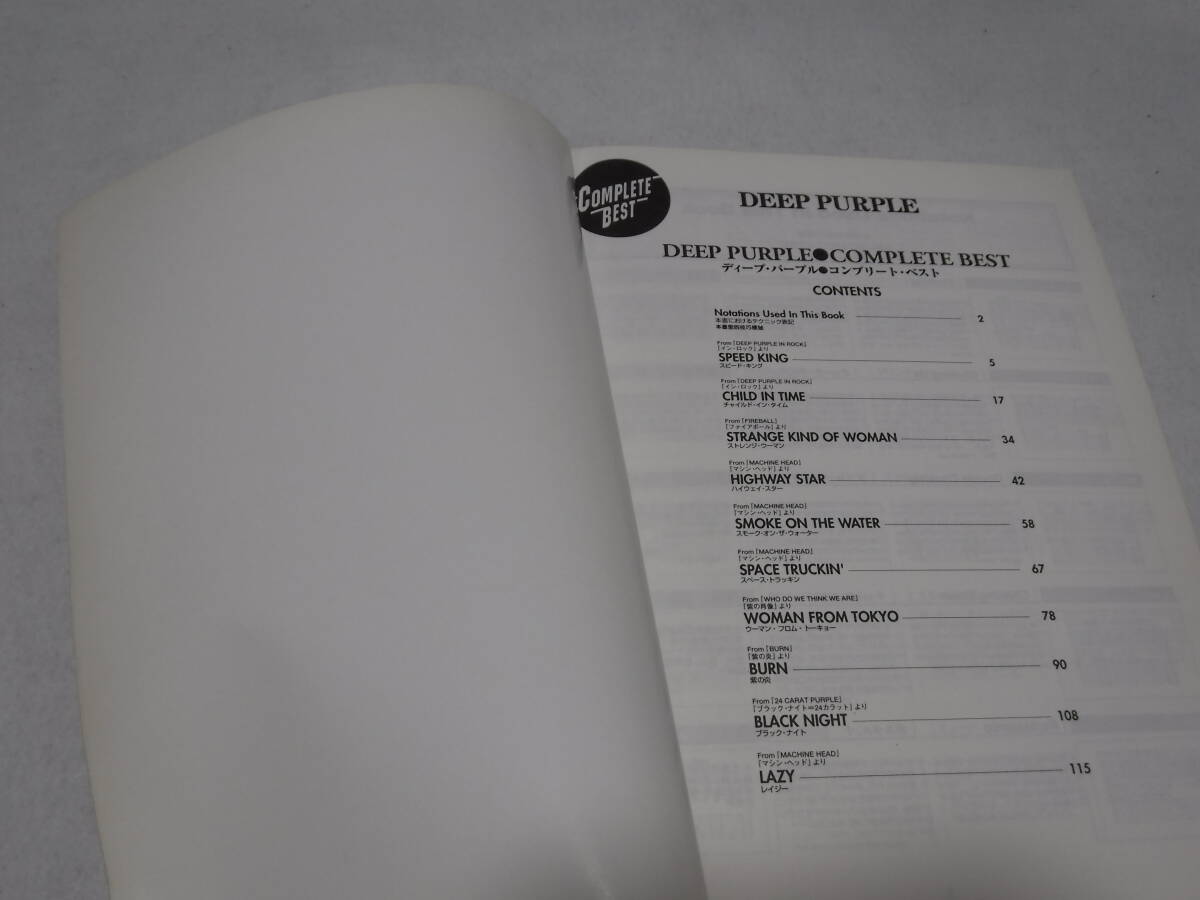 COMPLETE
BEST
DEEP PURPLE
DEEP PURPLE●COMPLETE BEST
ディープ・パープル●コンプリート・ベスト
CONTENTS
Notations Used In This Book 2
本書におけるテクニック表記
From「DEEP PURPLE IN ROCK」
「イン・ロック」より
SPEED KING 5
スピード・キング
From「DEEP PURPLE IN ROCK」
「イン・ロック」より
CHILD IN TIME 17
チャイルド・イン・タイム
From「FIREBALL」
「ファイアボール」より
STRANGE KIND OF WOMAN 34
ストレンジ・ウーマン
From「MACHINE HEAD」
「マシン・ヘッド」より
HIGHWAY STAR 42
ハイウェイ・スター
From「MACHINE HEAD」
「マシン・ヘッド」より
SMOKE ON THE WATER 58
スモーク・オン・ザ・ウォーター
From「MACHINE HEAD」
「マシン・ヘッド」より
SPACE TRUCKIN' 67
スペース・トラッキン
From「WHO DO WE THINK WE ARE」
「紫の肖像」より
WOMAN FROM TOKYO 78
ウーマン・フロム・トーキョー
From「BURN」
「紫の炎」より
BURN 90
紫の炎
From「24 CARAT PURPLE」
「ブラック・ナイト=24カラット」より
BLACK NIGHT 108
ブラック・ナイト
From「MACHINE HEAD」
「マシン・ヘッド」より
LAZY 115
レイジー